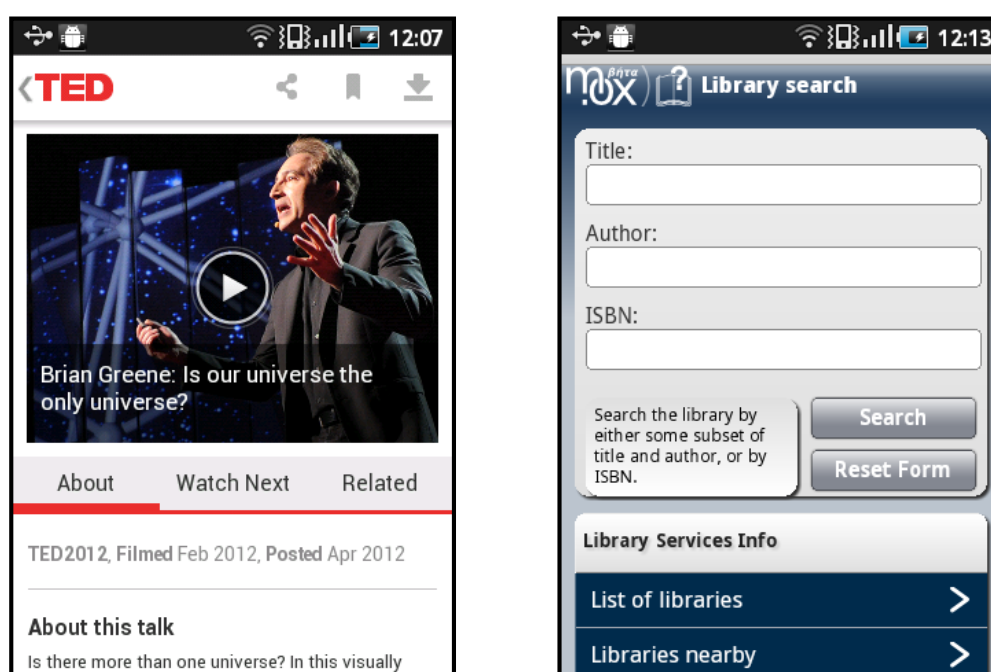 12:07
TED
Brian Greene: Is our universe the
only universe?
About Watch Next Related
TED2012, Filmed Feb 2012, Posted Apr 2012
About this talk
Is there more than one universe? In this visually
12:13
βήτα
Library search
Title:
Author:
ISBN:
Search the library by
either some subset of
title and author, or by
ISBN.
Search
Reset Form
Library Services Info
List of libraries
Libraries nearby